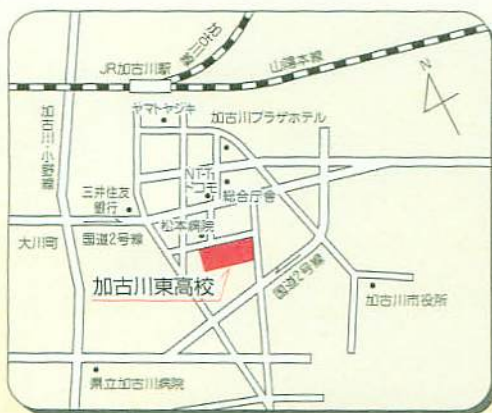 加古川線
JR加古川駅
山陽本線
N
ヤマトヤシキ
加古川プラザホテル
加古川・小野線
NTT
ドコモ
総合庁舎
三井住友
銀行
松本病院
大川町
国道2号線
国道2号線
加古川東高校
加古川市役所
県立加古川病院